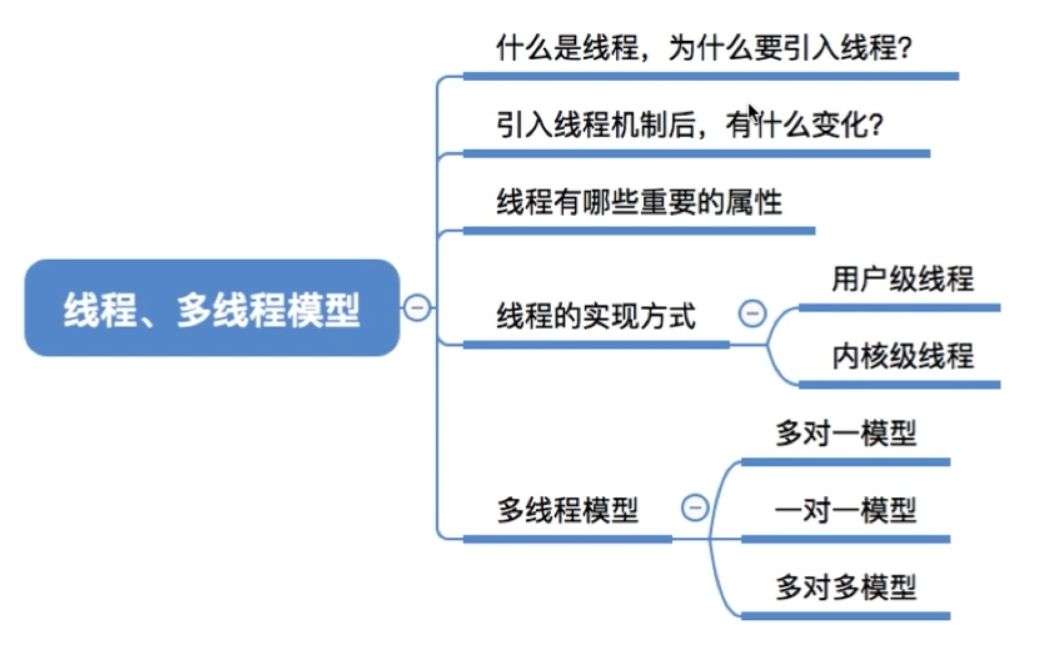 什么是线程，为什么要引入线程？
引入线程机制后，有什么变化？
线程有哪些重要的属性
线程、多线程模型
线程的实现方式
用户级线程
内核级线程
多线程模型
多对一模型
一对一模型
多对多模型